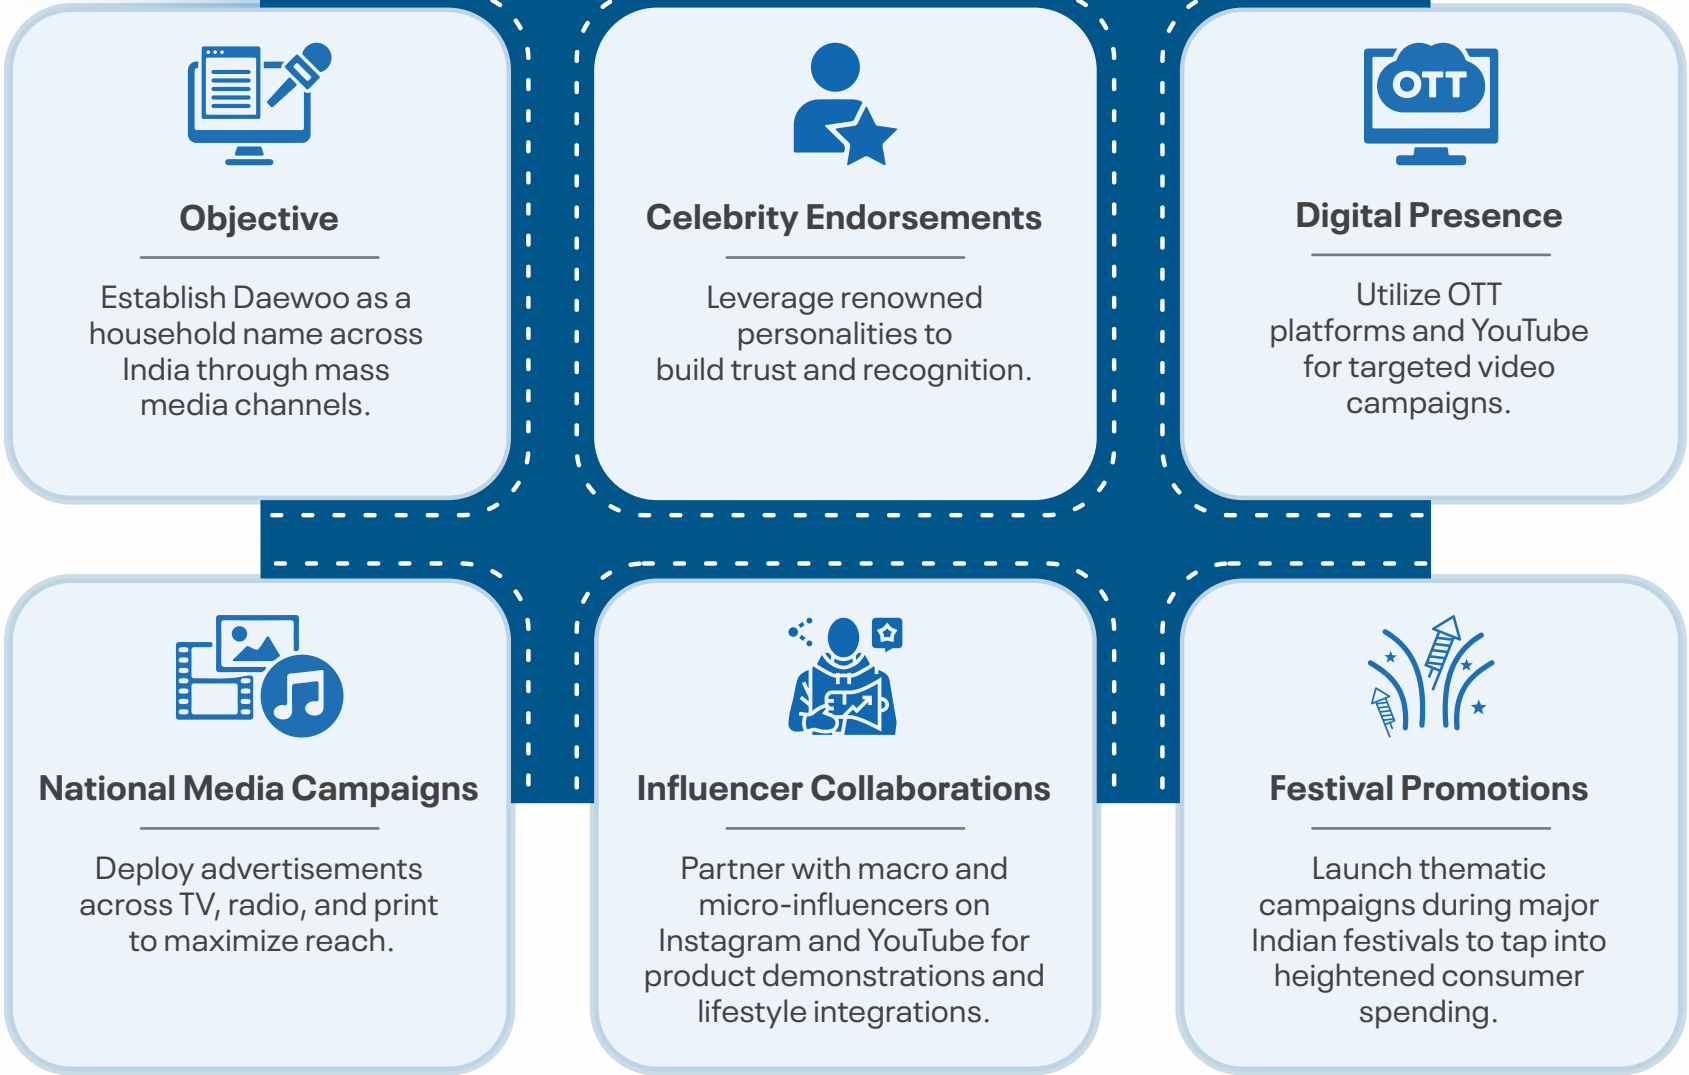 Objective
Establish Daewoo as a
household name across
India through mass
media channels.
Celebrity Endorsements
Leverage renowned
personalities to
build trust and recognition.
OTT
Digital Presence
Utilize OTT
platforms and YouTube
for targeted video
campaigns.
National Media Campaigns
Deploy advertisements
across TV, radio, and print
to maximize reach.
Influencer Collaborations
Partner with macro and
micro-influencers on
Instagram and YouTube for
product demonstrations and
lifestyle integrations.
Festival Promotions
Launch thematic
campaigns during major
Indian festivals to tap into
heightened consumer
spending.